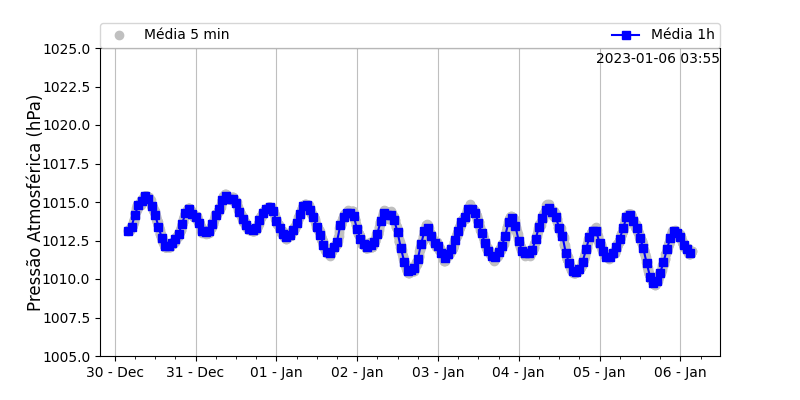 Média 5 min
Média 1h
2023-01-06 03:55
Pressão Atmosférica (hPa)
1025.0
1022.5
1020.0
1017.5
1015.0
1012.5
1010.0
1007.5
1005.0
30 - Dec
31 - Dec
01 - Jan
02 - Jan
03 - Jan
04 - Jan
05 - Jan
06 - Jan